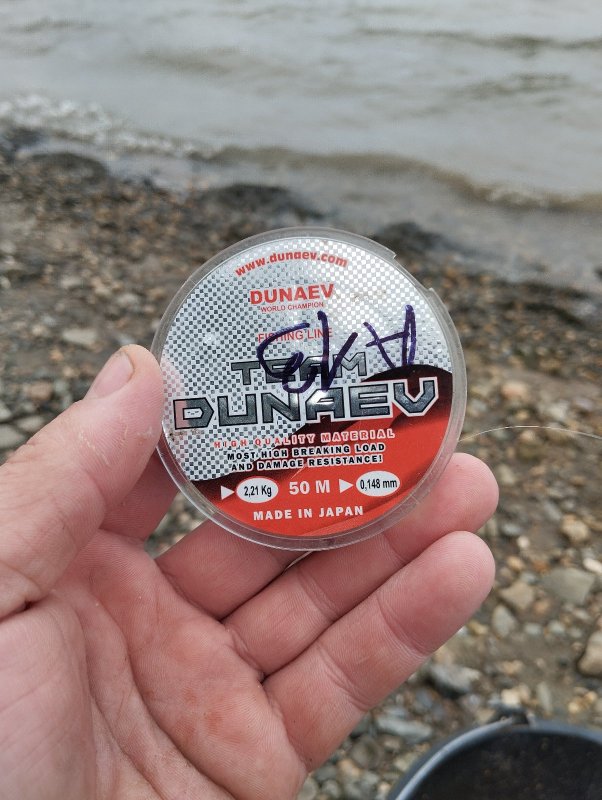 www.dunaev.com
DUNAEV
WORLD CHAMPION
FISHING LINE
TEAM
DUNAEV
HIGH QUALITY MATERIAL
MOST HIGH BREAKING LOAD
AND DAMAGE RESISTANCE!
2,21 Kg 50 M 0,148 mm
MADE IN JAPAN